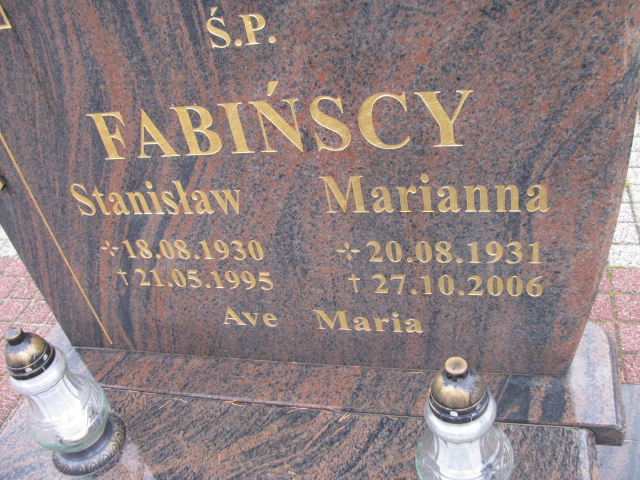 Ś.P.
FABIŃSCY
Stanisław Marianna
18.08.1930 20.08.1931
† 21.05.1995 † 27.10.2006
Ave Maria